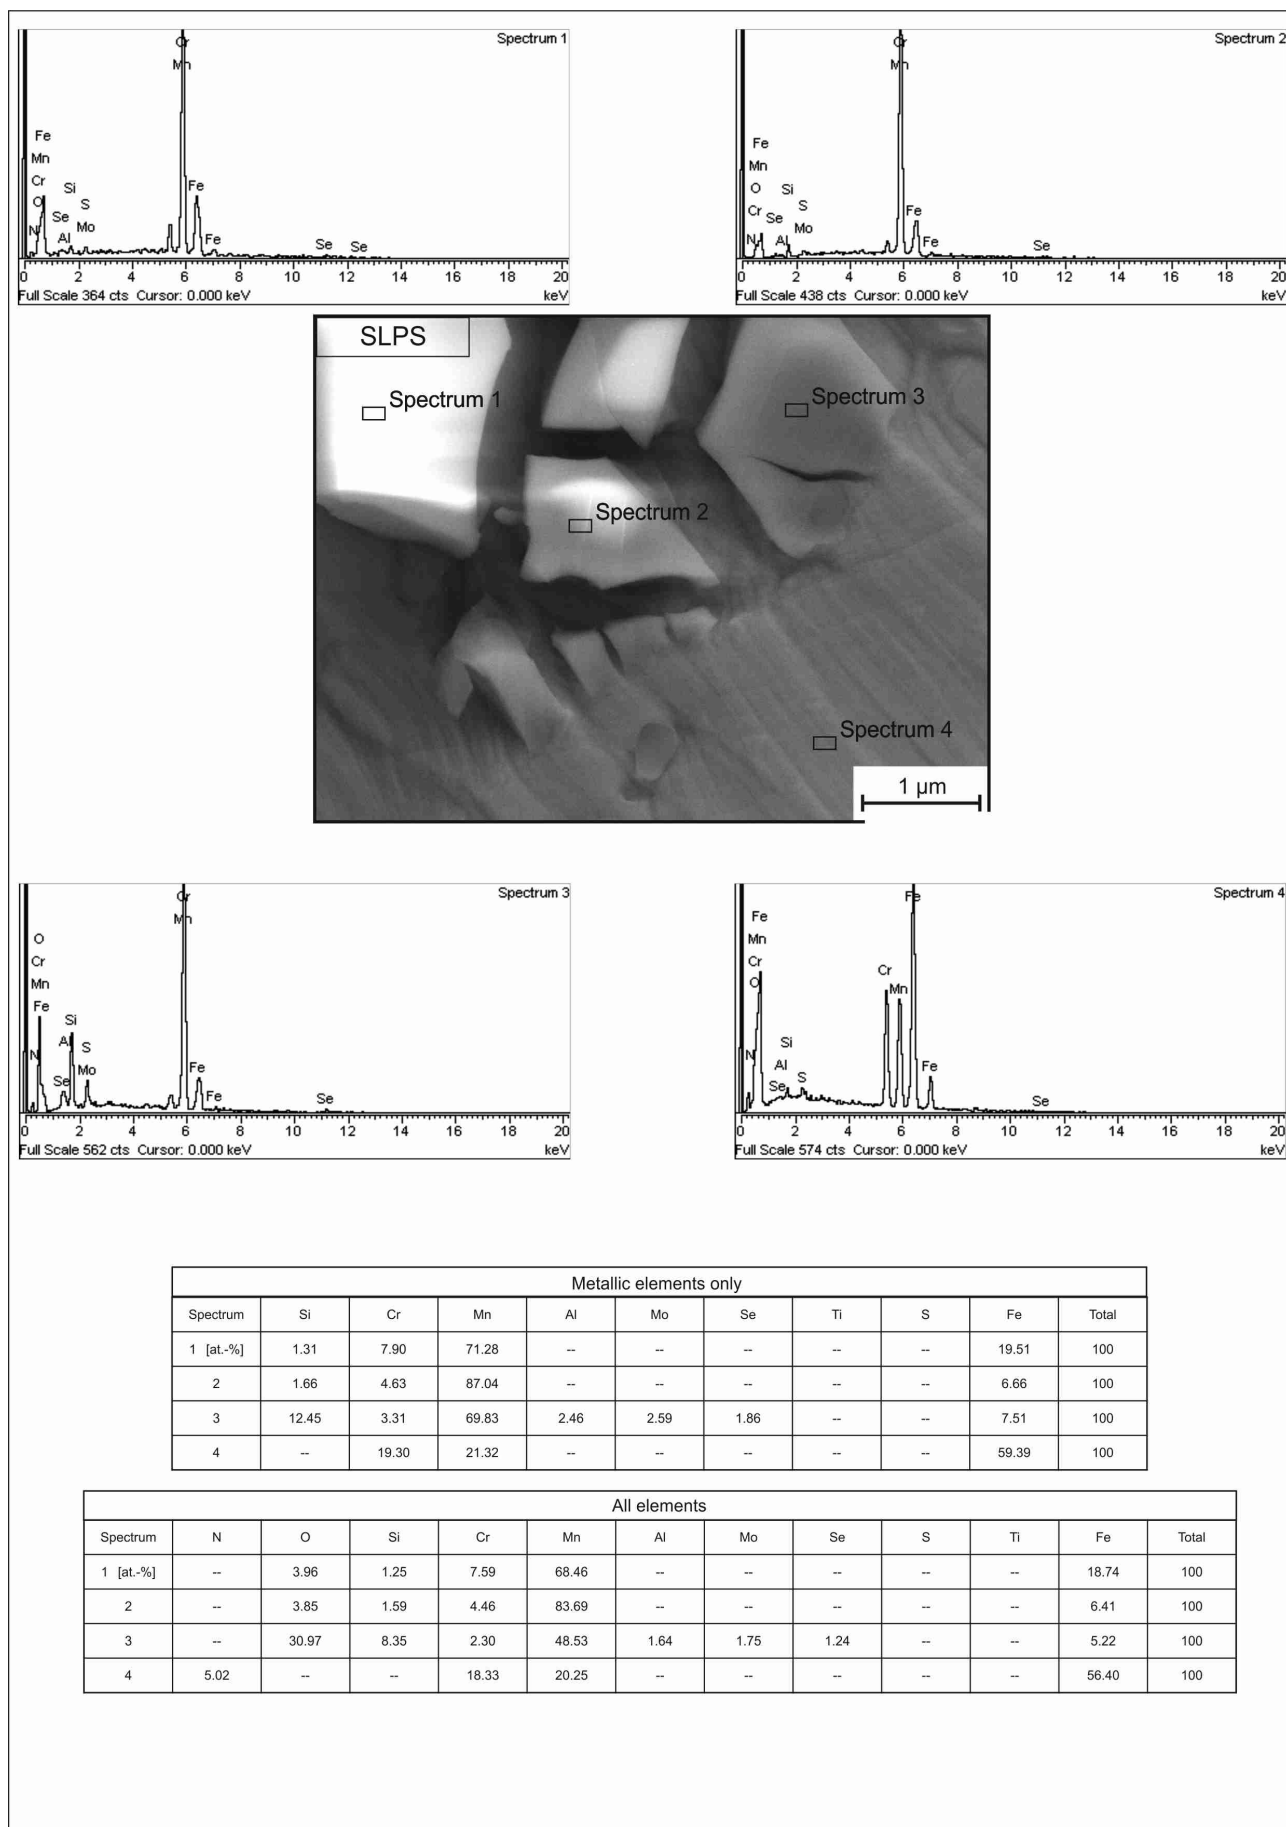 Spectrum 1
Cr
Mn
Fe
Mn
Cr
O
N
Si
Se
Al
S
Mo
Fe
Fe
Se
Se
0 2 4 6 8 10 12 14 16 18 20
Full Scale 364 cts Cursor: 0.000 keV
keV
Spectrum 2
Cr
Mn
Fe
Mn
O
Cr
N
Si
Se
Al
S
Mo
Fe
Fe
Se
0 2 4 6 8 10 12 14 16 18 20
Full Scale 438 cts Cursor: 0.000 keV
keV
SLPS
Spectrum 1
Spectrum 3
Spectrum 2
Spectrum 4
1 µm
Spectrum 3
Cr
Mn
O
Cr
Mn
Fe
N
Si
Al
Se
S
Mo
Fe
Fe
Se
0 2 4 6 8 10 12 14 16 18 20
Full Scale 562 cts Cursor: 0.000 keV
keV
Spectrum 4
Fe
Fe
Mn
Cr
O
N
Si
Al
Se
S
Cr
Mn
Fe
Se
0 2 4 6 8 10 12 14 16 18 20
Full Scale 574 cts Cursor: 0.000 keV
keV
Metallic elements only
Spectrum Si Cr Mn Al Mo Se Ti S Fe Total
1 [at.-%] 1.31 7.90 71.28 -- -- -- -- -- 19.51 100
2 1.66 4.63 87.04 -- -- -- -- -- 6.66 100
3 12.45 3.31 69.83 2.46 2.59 1.86 -- -- 7.51 100
4 -- 19.30 21.32 -- -- -- -- -- 59.39 100
All elements
Spectrum N O Si Cr Mn Al Mo Se S Ti Fe Total
1 [at.-%] -- 3.96 1.25 7.59 68.46 -- -- -- -- -- 18.74 100
2 -- 3.85 1.59 4.46 83.69 -- -- -- -- -- 6.41 100
3 -- 30.97 8.35 2.30 48.53 1.64 1.75 1.24 -- -- 5.22 100
4 5.02 -- -- 18.33 20.25 -- -- -- -- -- 56.40 100